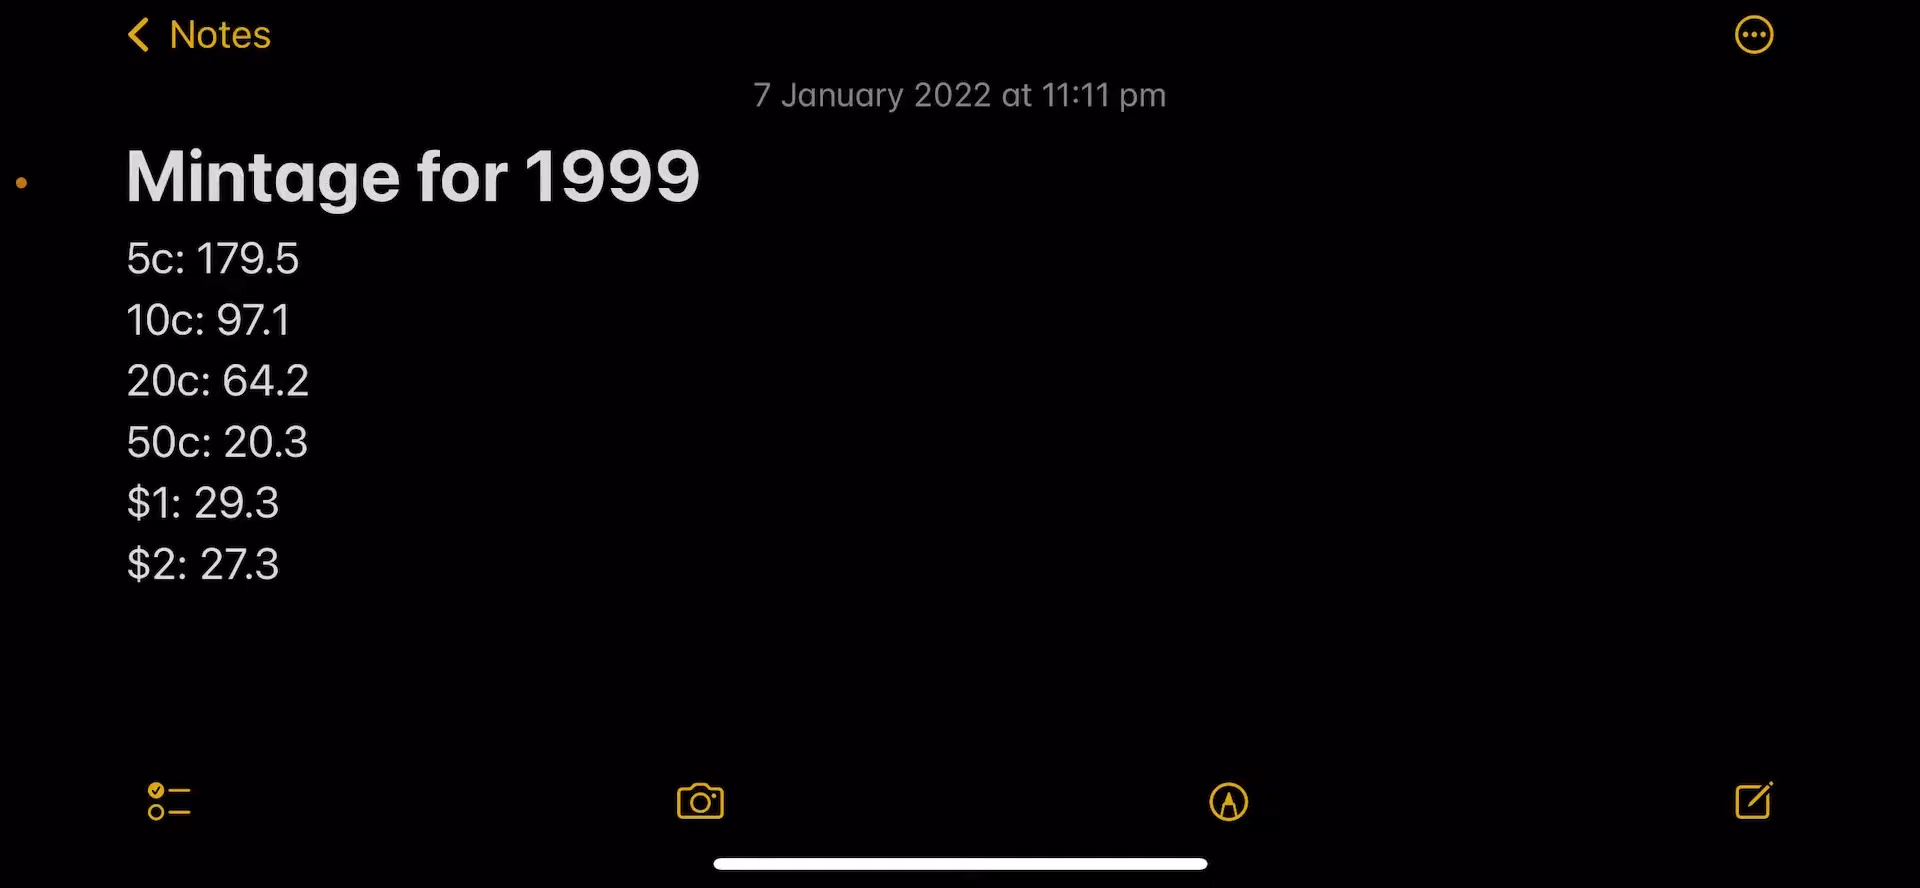 Notes
7 January 2022 at 11:11 pm
Mintage for 1999
5c: 179.5
10c: 97.1
20c: 64.2
50c: 20.3
$1: 29.3
$2: 27.3